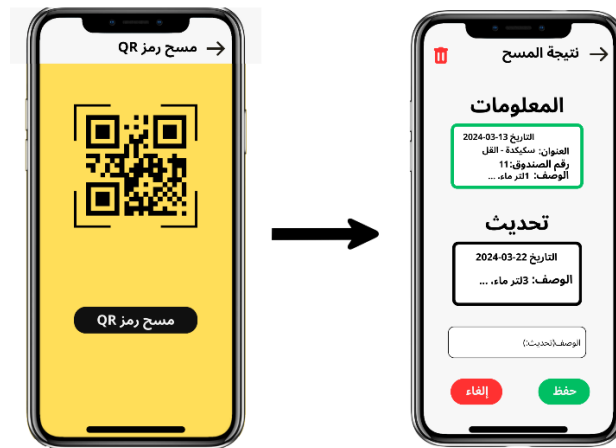 مسح رمز QR
مسح رمز QR
نتيجة المسح
المعلومات
التاريخ 13-03-2024
العنوان: سكيكدة - القل
رقم الصندوق:11
الوصف: 1لتر ماء، ...
تحديث
التاريخ 22-03-2024
الوصف: 3لتر ماء، ...
الوصف(تحديث:)
حفظ
إلغاء